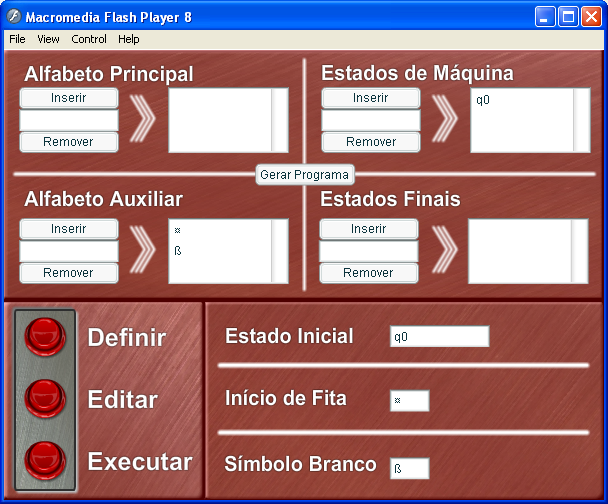 Macromedia Flash Player 8
File View Control Help
Alfabeto Principal
Inserir
Remover
Estados de Máquina
Inserir
Remover
q0
Gerar Programa
Alfabeto Auxiliar
Inserir
Remover
¤
ß
Estados Finais
Inserir
Remover
Definir
Editar
Executar
Estado Inicial
q0
Início de Fita
¤
Símbolo Branco
ß